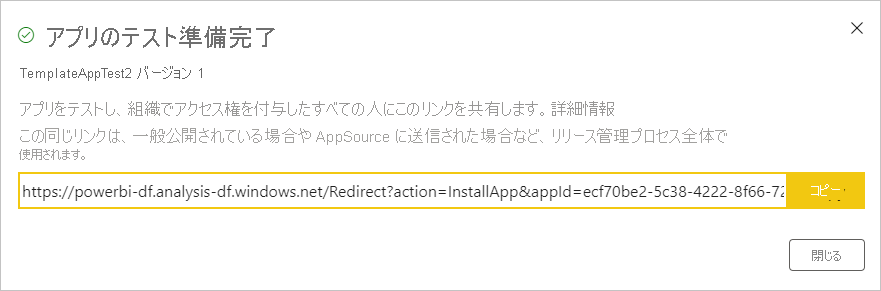 アプリのテスト準備完了
TemplateAppTest2 バージョン 1
アプリをテストし、組織でアクセス権を付与したすべての人にこのリンクを共有します。詳細情報
この同じリンクは、一般公開されている場合や AppSource に送信された場合など、リリース管理プロセス全体で
使用されます。
https://powerbi-df.analysis-df.windows.net/Redirect?action=InstallApp&appId=ecf70be2-5c38-4222-8f66-72
コピー
閉じる